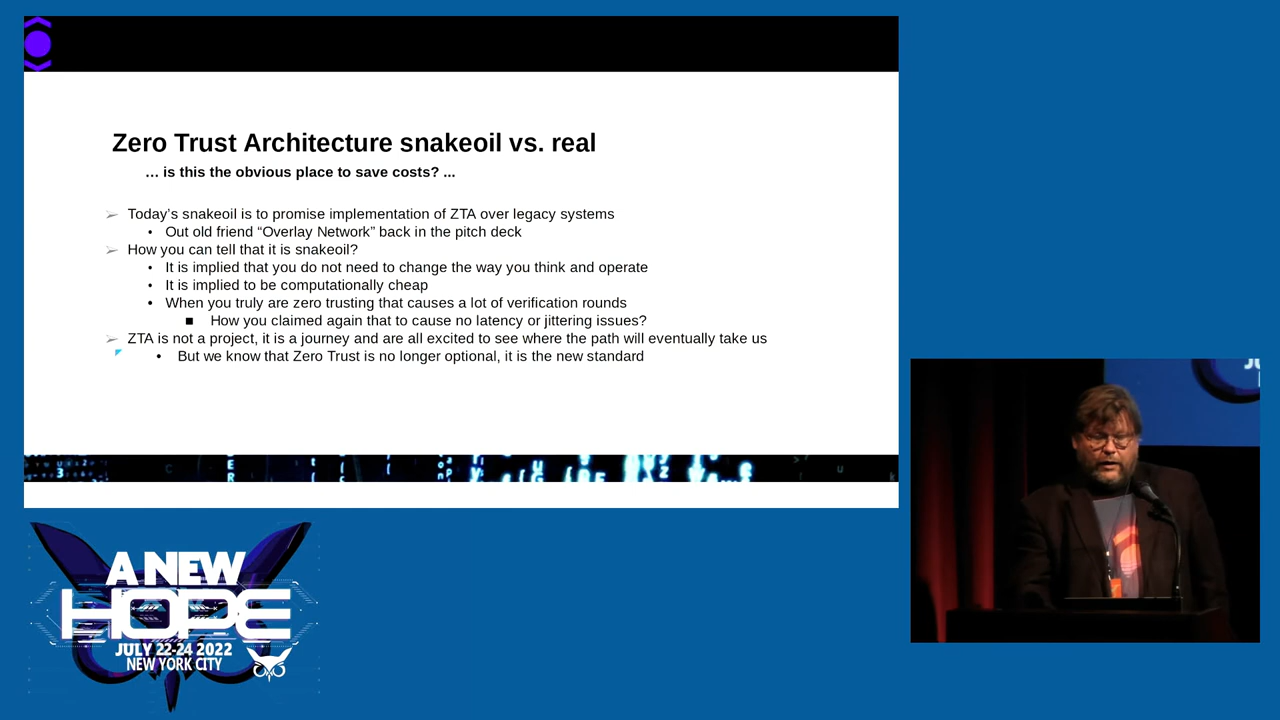 Zero Trust Architecture snakeoil vs. real
… is this the obvious place to save costs? ...
➢ Today’s snakeoil is to promise implementation of ZTA over legacy systems
• Out old friend “Overlay Network” back in the pitch deck
➢ How you can tell that it is snakeoil?
• It is implied that you do not need to change the way you think and operate
• It is implied to be computationally cheap
• When you truly are zero trusting that causes a lot of verification rounds
■ How you claimed again that to cause no latency or jittering issues?
➢ ZTA is not a project, it is a journey and are all excited to see where the path will eventually take us
• But we know that Zero Trust is no longer optional, it is the new standard
A NEW
HOPE
JULY 22-24 2022
NEW YORK CITY